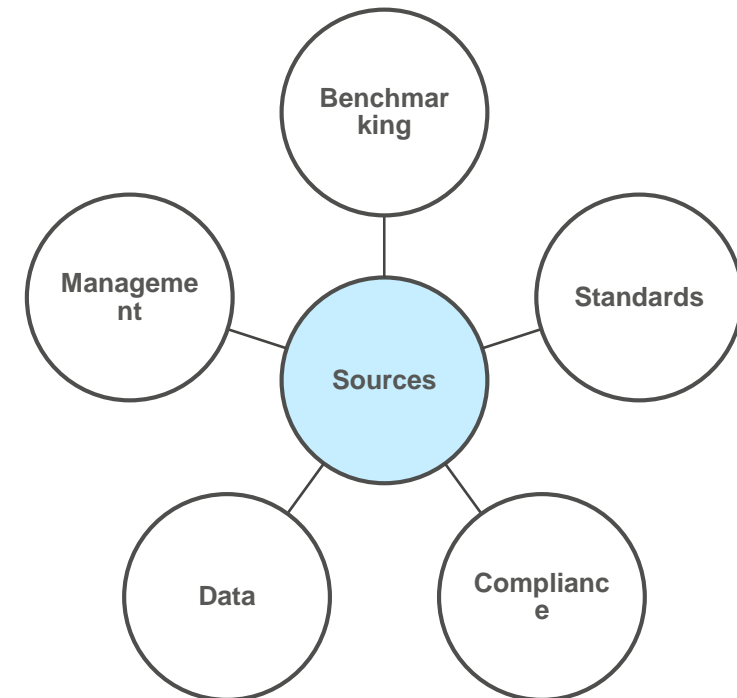 Benchmar
king
Manageme
nt
Standards
Sources
Data
Complianc
e